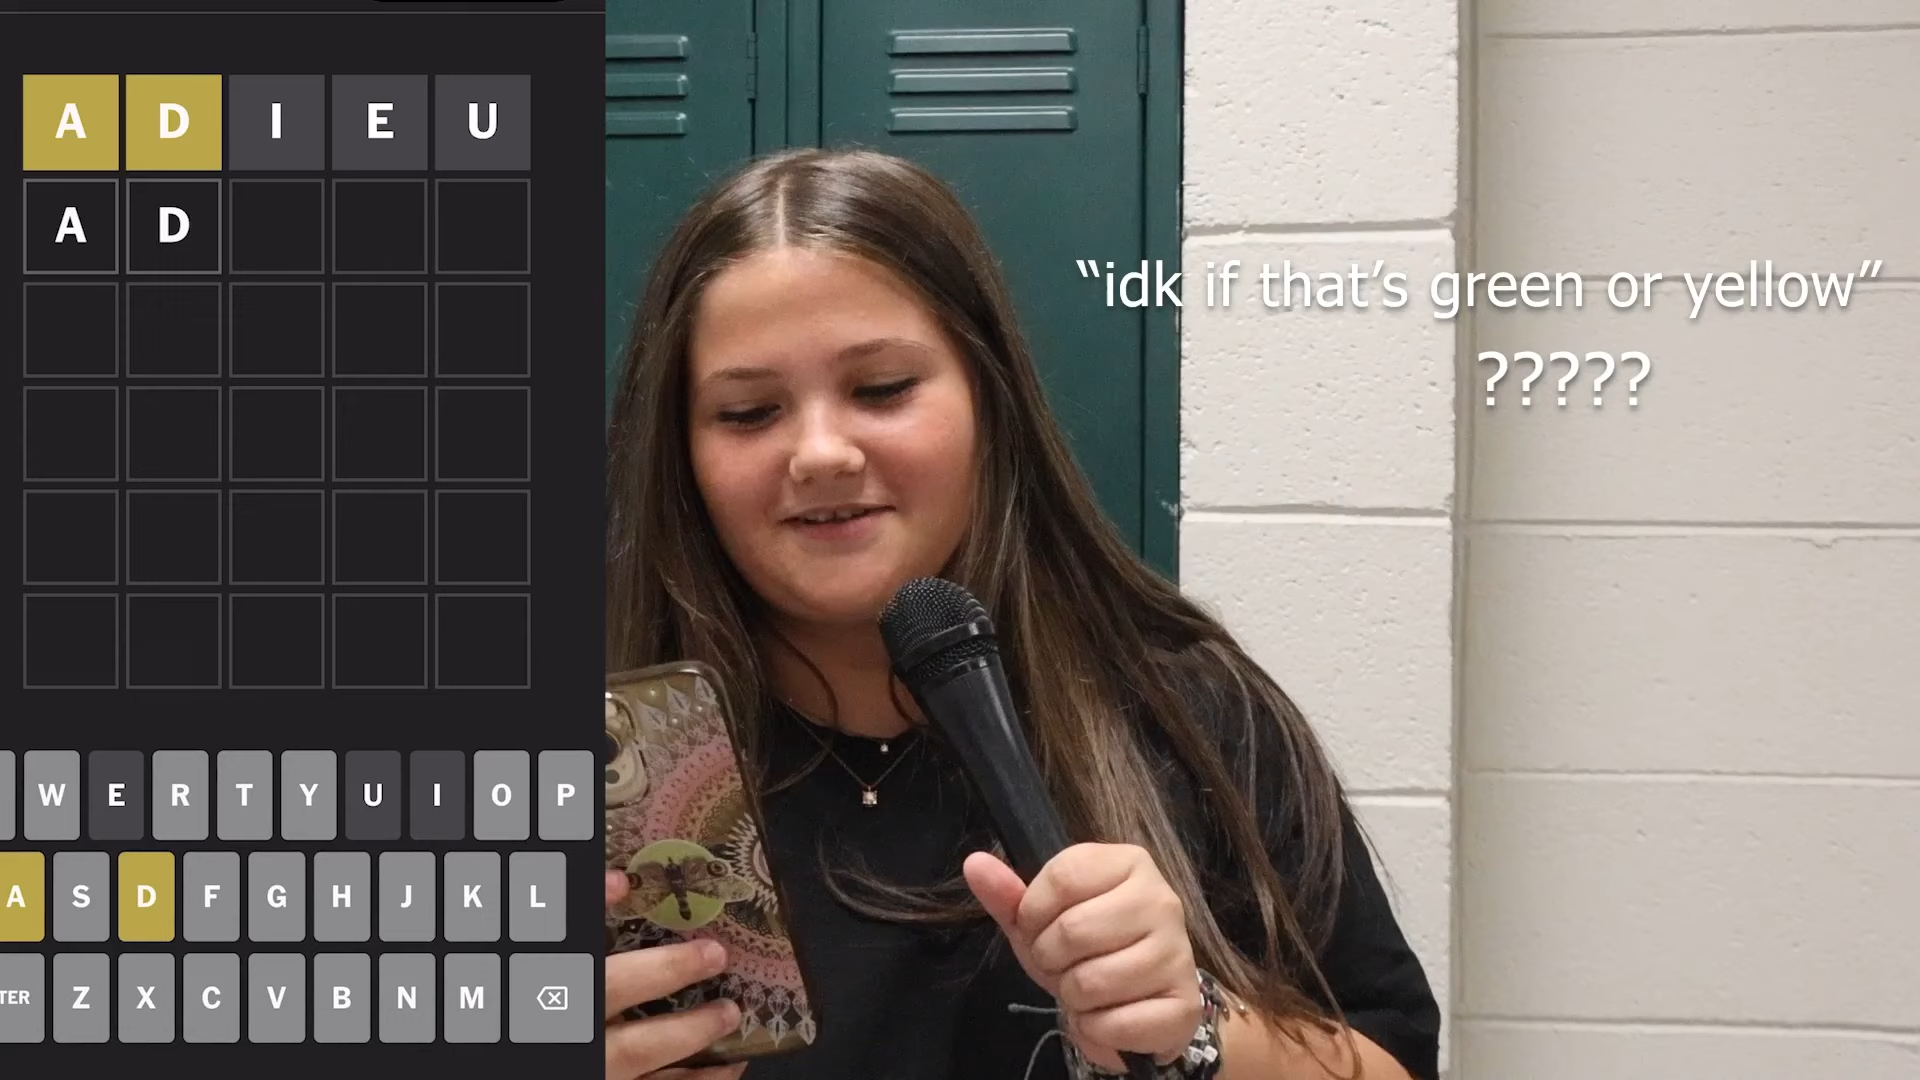 A D I E U
A D
“idk if that’s green or yellow”
?????
W E R T Y U I O P
A S D F G H J K L
TER Z X C V B N M